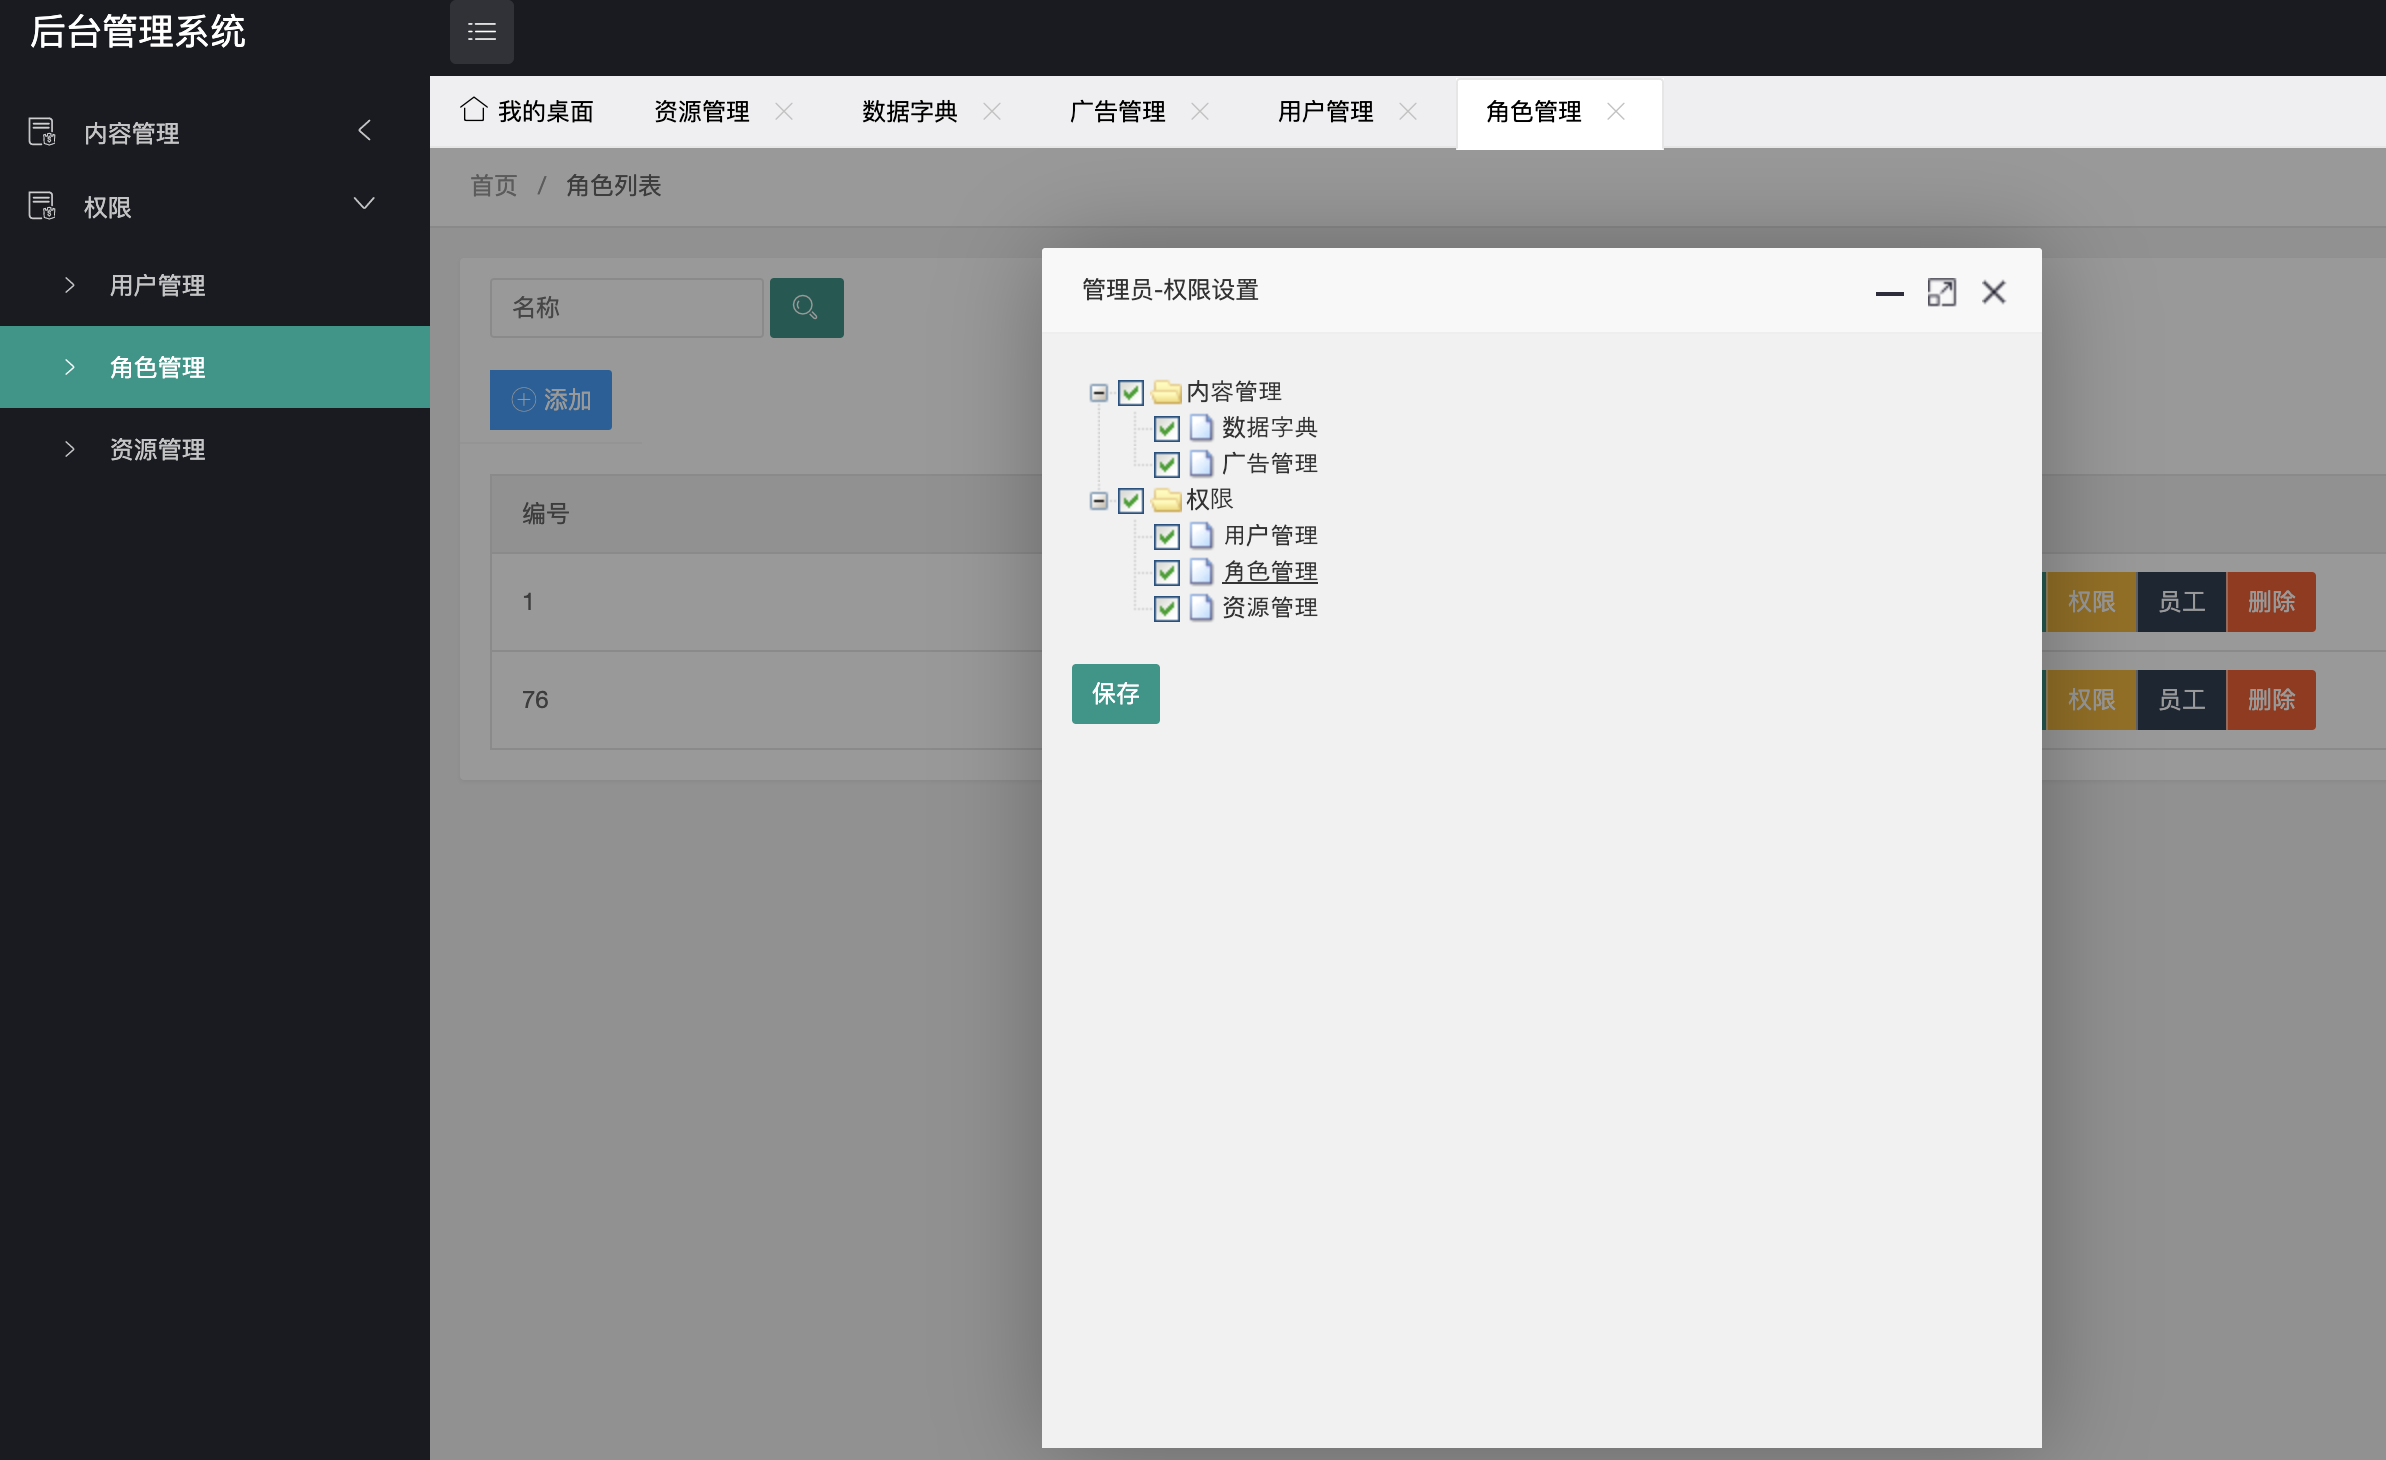 后台管理系统
内容管理
权限
用户管理
角色管理
资源管理
我的桌面 资源管理 数据字典 广告管理 用户管理 角色管理
首页 / 角色列表
名称
添加
编号
1 权限 员工 删除
76 权限 员工 删除
管理员-权限设置
内容管理
数据字典
广告管理
权限
用户管理
角色管理
资源管理
保存